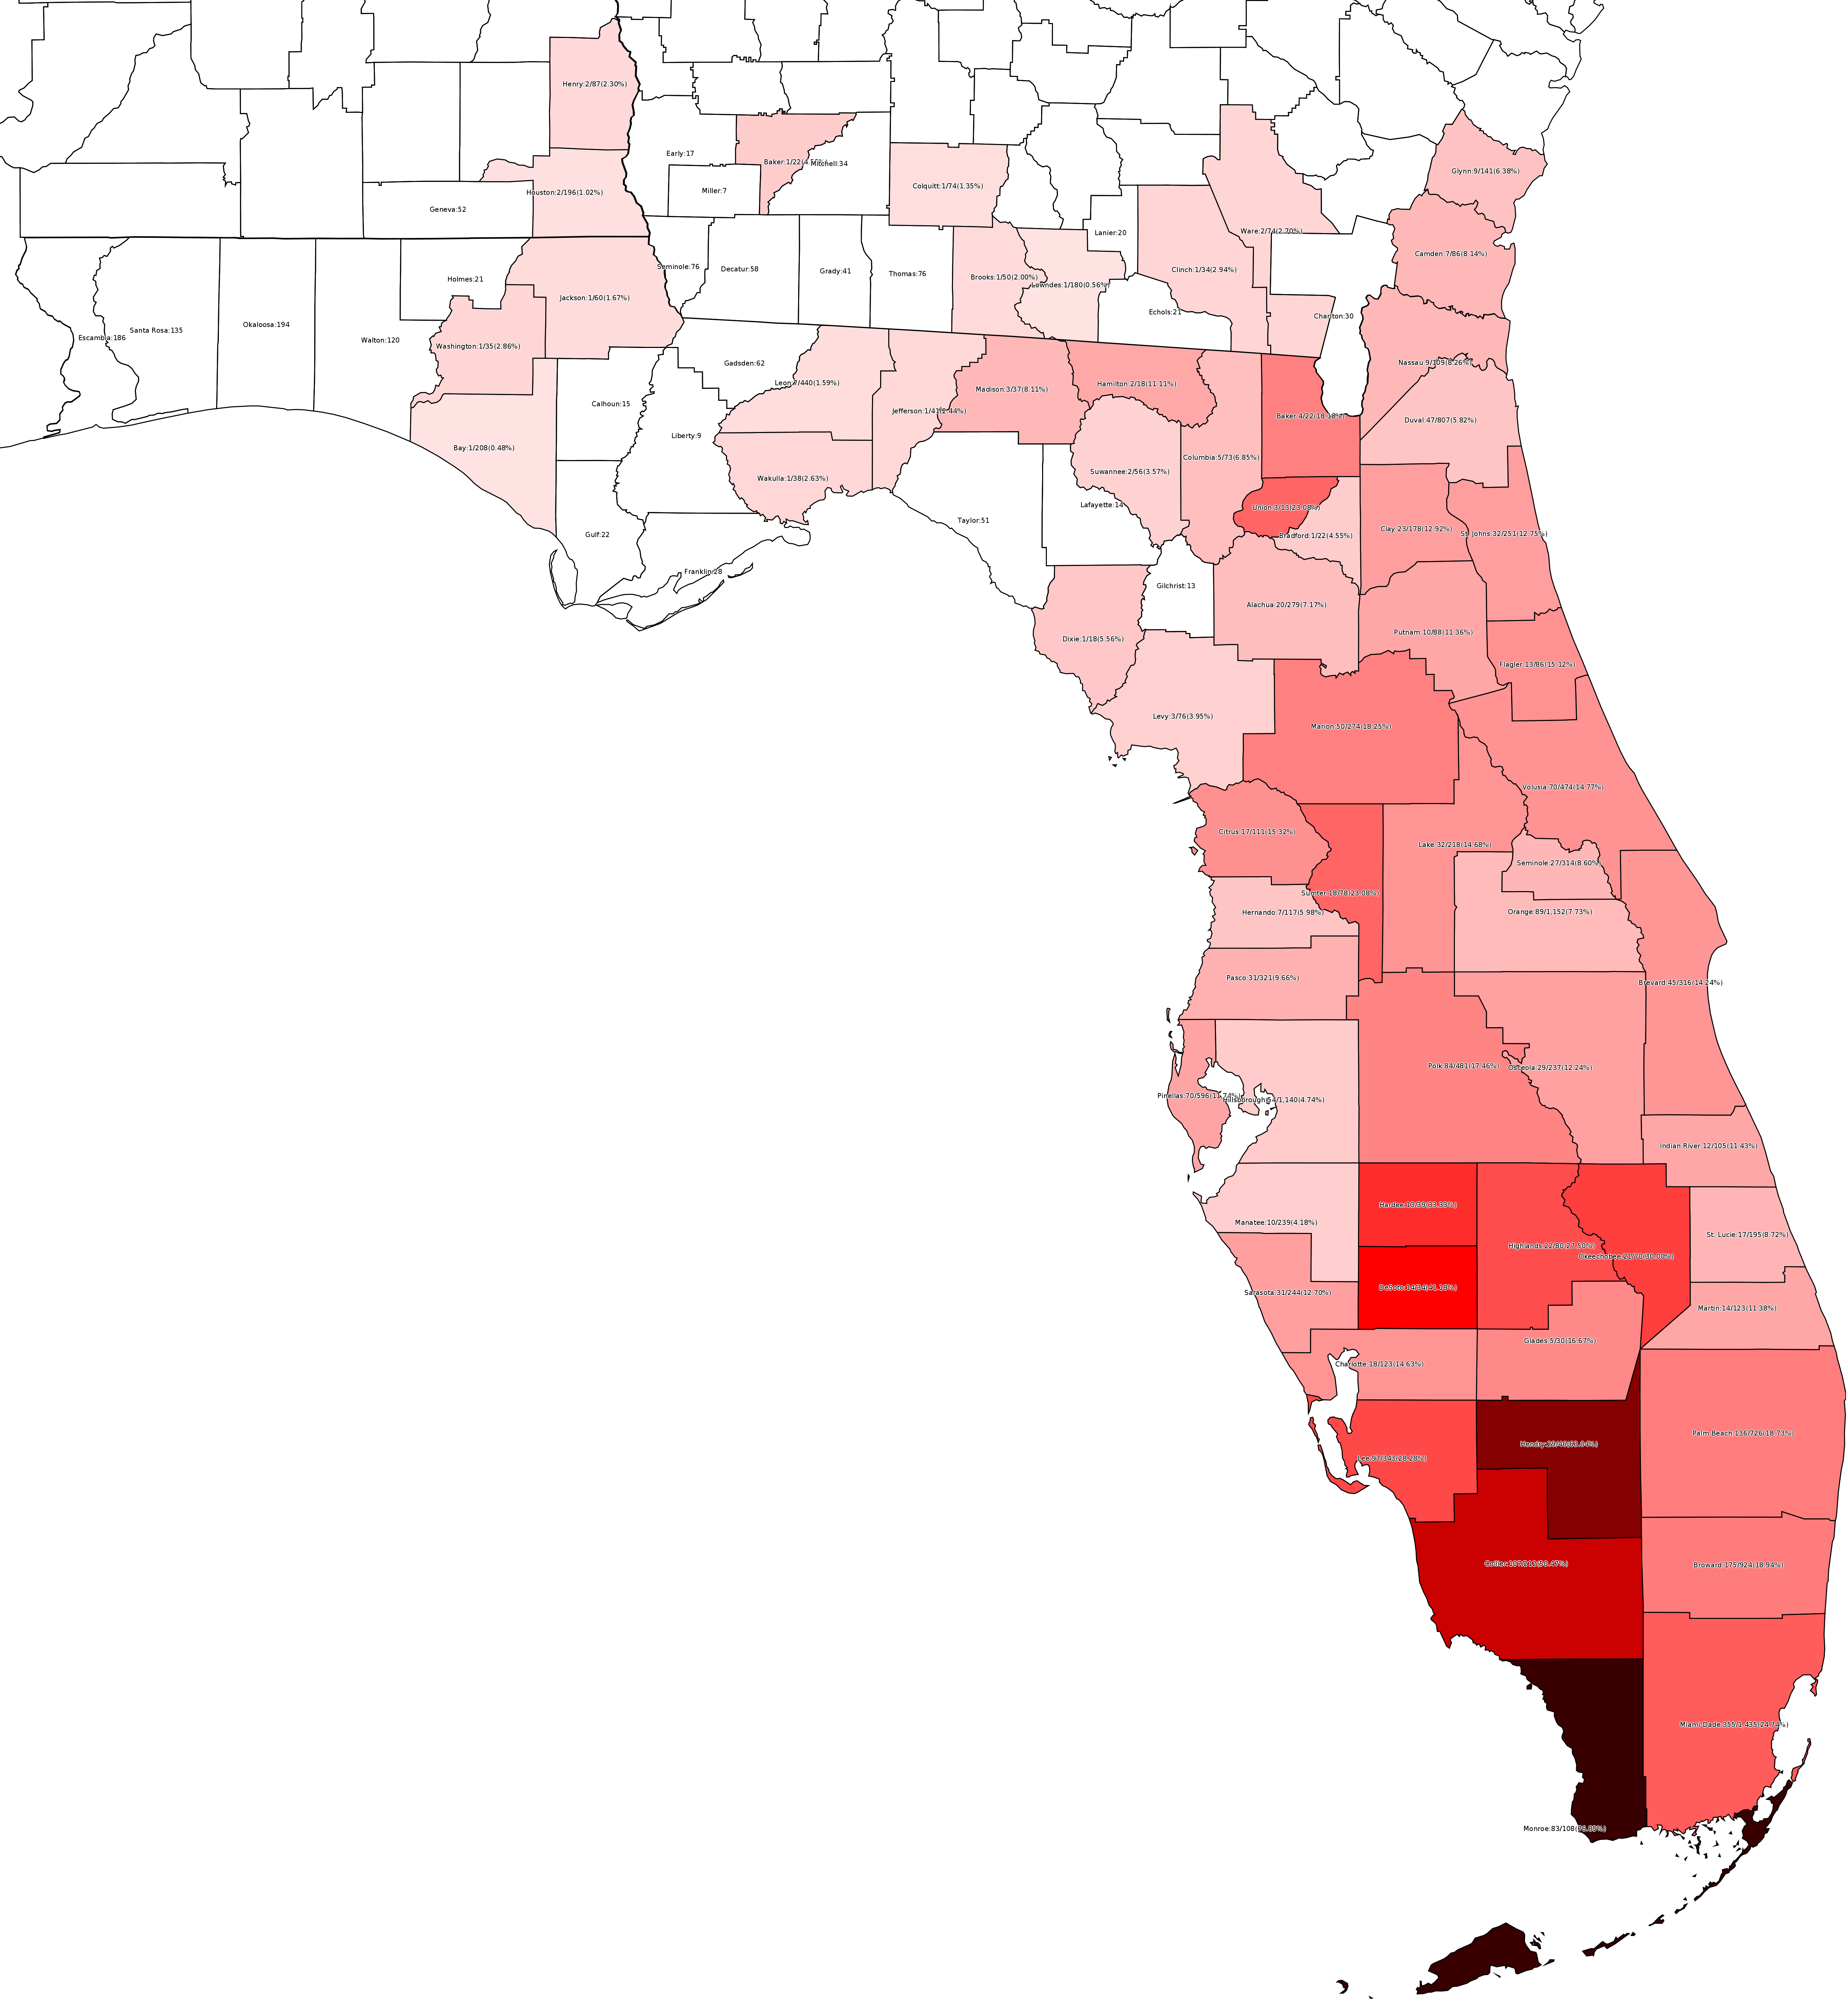 Henry:2/87(2.30%)
Early:17
Baker:1/22(4.55%)
Mitchell:34
Glynn:9/141(6.38%)
Colquitt:1/74(1.35%)
Miller:7
Houston:2/196(1.02%)
Geneva:52
Lanier:20
Ware:2/74(2.70%)
Camden:7/86(8.14%)
Seminole:76
Decatur:58
Grady:41
Thomas:76
Clinch:1/34(2.94%)
Brooks:1/50(2.00%)
Holmes:21
Lowndes:1/180(0.56%)
Jackson:1/60(1.67%)
Echols:21
Charlton:30
Okaloosa:194
Santa Rosa:135
Escambia:186
Walton:120
Washington:1/35(2.86%)
Gadsden:62
Nassau:9/109(8.26%)
Leon:7/440(1.59%)
Hamilton:2/18(11.11%)
Madison:3/37(8.11%)
Calhoun:15
Jefferson:1/41(2.44%)
Baker:4/22(18.18%)
Duval:47/807(5.82%)
Liberty:9
Bay:1/208(0.48%)
Columbia:5/73(6.85%)
Suwannee:2/56(3.57%)
Wakulla:1/38(2.63%)
Lafayette:14
Union:3/13(23.08%)
Taylor:51
Clay:23/178(12.92%)
St. Johns:32/251(12.75%)
Gulf:22
Bradford:1/22(4.55%)
Franklin:28
Gilchrist:13
Alachua:20/279(7.17%)
Putnam:10/88(11.36%)
Dixie:1/18(5.56%)
Flagler:13/86(15.12%)
Levy:3/76(3.95%)
Marion:50/274(18.25%)
Volusia:70/474(14.77%)
Citrus:17/111(15.32%)
Lake:32/218(14.68%)
Seminole:27/314(8.60%)
Sumter:18/78(23.08%)
Hernando:7/117(5.98%)
Orange:89/1,152(7.73%)
Pasco:31/321(9.66%)
Brevard:45/316(14.24%)
Polk:84/481(17.46%)
Osceola:29/237(12.24%)
Pinellas:70/596(11.74%)
Hillsborough:54/1,140(4.74%)
Indian River:12/105(11.43%)
Hardee:13/39(33.33%)
Manatee:10/239(4.18%)
St. Lucie:17/195(8.72%)
Highlands:22/80(27.50%)
Okeechobee:21/70(30.00%)
DeSoto:14/34(41.18%)
Sarasota:31/244(12.70%)
Martin:14/123(11.38%)
Glades:5/30(16.67%)
Charlotte:18/123(14.63%)
Palm Beach:136/726(18.73%)
Hendry:29/46(63.04%)
Lee:97/343(28.28%)
Collier:107/212(50.47%)
Broward:175/924(18.94%)
Miami-Dade:355/1,435(24.74%)
Monroe:83/108(76.85%)